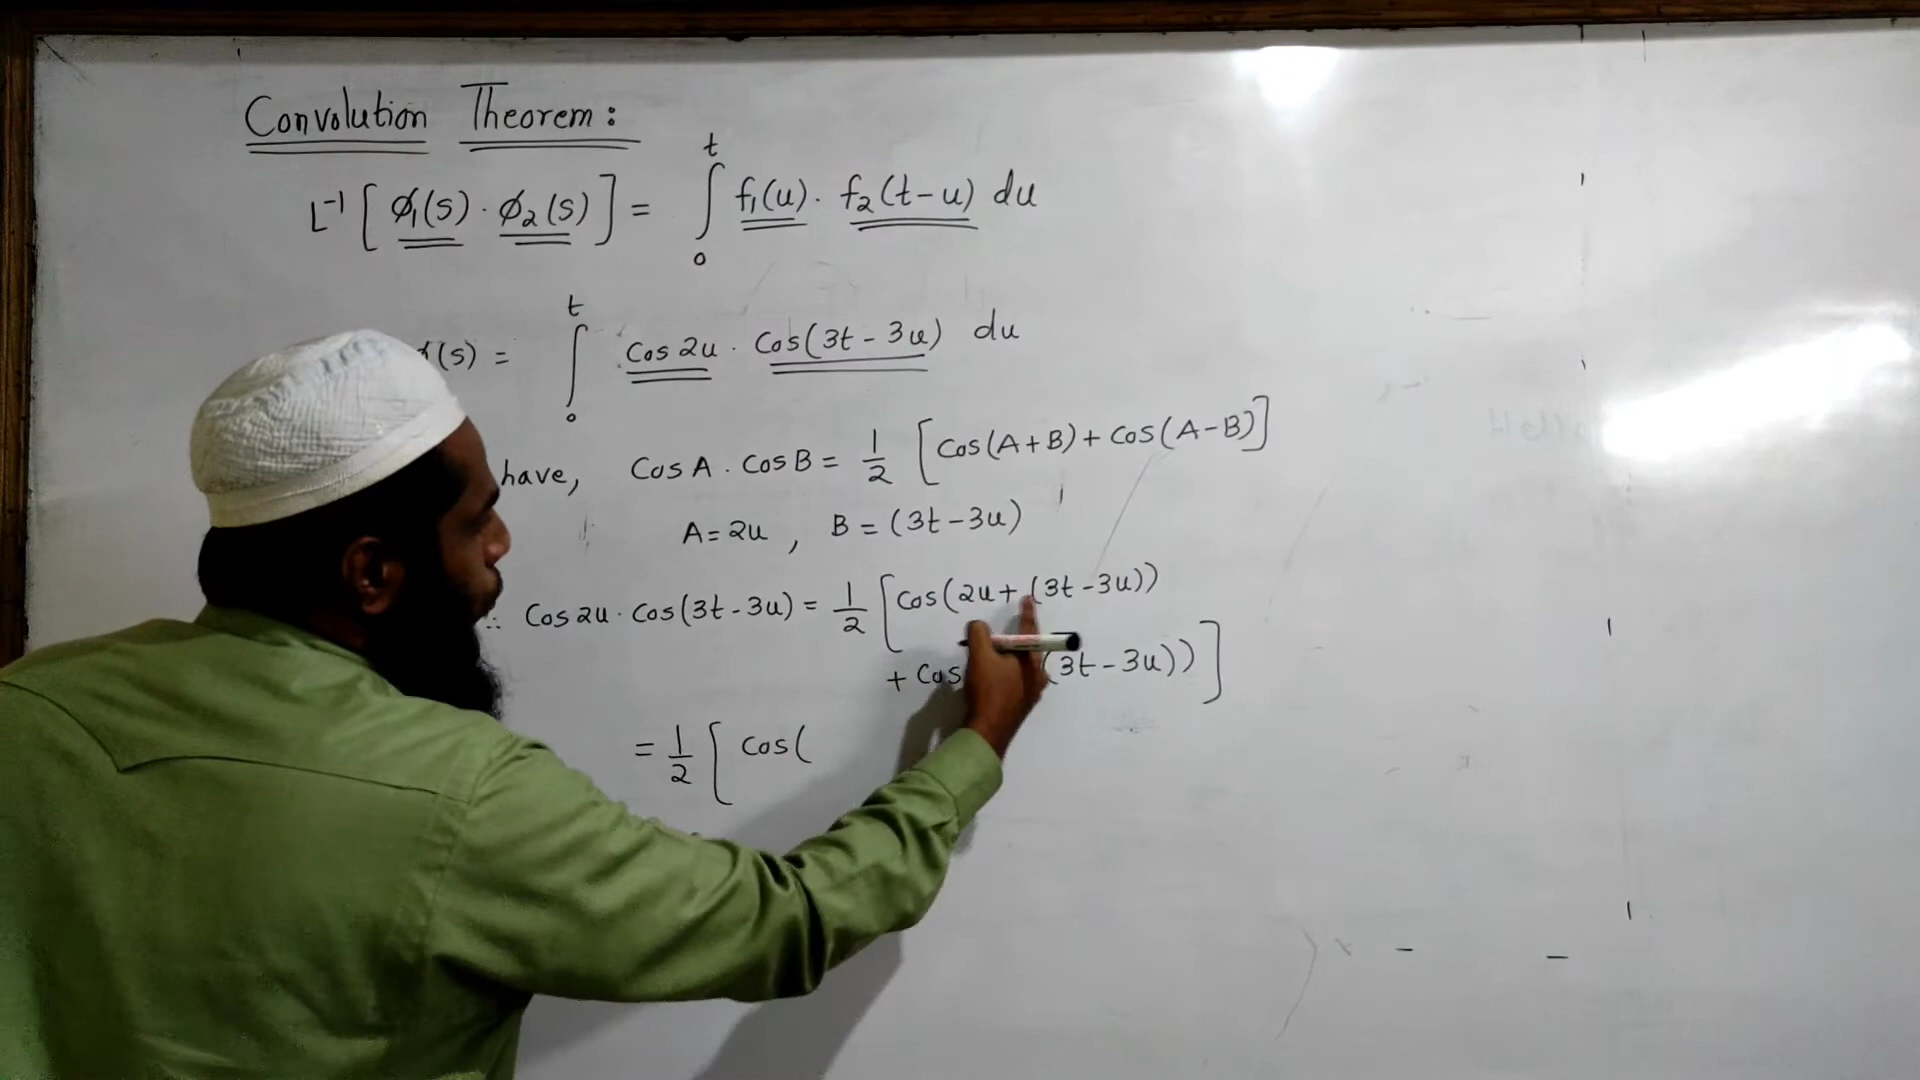 Convolution Theorem:
L⁻¹[ ϕ₁(s) · ϕ₂(s) ] = ∫₀ᵗ f₁(u) · f₂(t-u) du
(s) = ∫₀ᵗ Cos 2u · Cos(3t - 3u) du
have, Cos A . Cos B = 1/2 [Cos(A+B) + Cos(A-B)]
A = 2u , B = (3t - 3u)
∴ Cos 2u · Cos(3t - 3u) = 1/2 [Cos(2u + (3t - 3u))
+ Cos (3t - 3u))]
= 1/2 [ Cos(